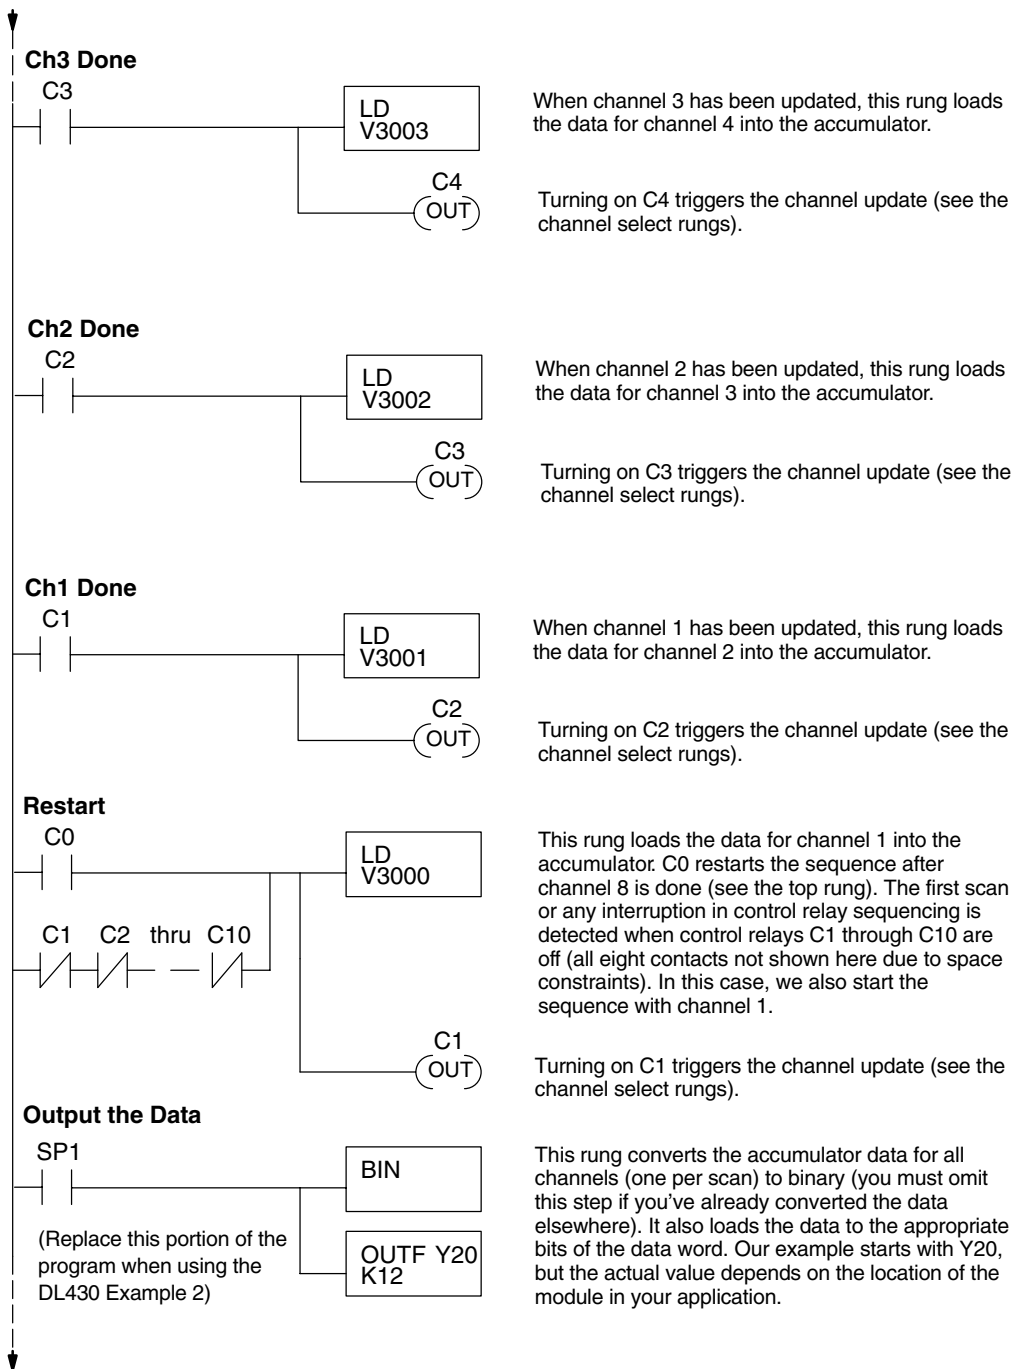 Ch3 Done
C3
LD
V3003
When channel 3 has been updated, this rung loads
the data for channel 4 into the accumulator.
C4
OUT
Turning on C4 triggers the channel update (see the
channel select rungs).
Ch2 Done
C2
LD
V3002
When channel 2 has been updated, this rung loads
the data for channel 3 into the accumulator.
C3
OUT
Turning on C3 triggers the channel update (see the
channel select rungs).
Ch1 Done
C1
LD
V3001
When channel 1 has been updated, this rung loads
the data for channel 2 into the accumulator.
C2
OUT
Turning on C2 triggers the channel update (see the
channel select rungs).
Restart
C0
LD
V3000
This rung loads the data for channel 1 into the
accumulator. C0 restarts the sequence after
channel 8 is done (see the top rung). The first scan
or any interruption in control relay sequencing is
detected when control relays C1 through C10 are
off (all eight contacts not shown here due to space
constraints). In this case, we also start the
sequence with channel 1.
C1 C2 thru C10
C1
OUT
Turning on C1 triggers the channel update (see the
channel select rungs).
Output the Data
SP1
BIN
OUTF Y20
K12
(Replace this portion of the
program when using the
DL430 Example 2)
This rung converts the accumulator data for all
channels (one per scan) to binary (you must omit
this step if you've already converted the data
elsewhere). It also loads the data to the appropriate
bits of the data word. Our example starts with Y20,
but the actual value depends on the location of the
module in your application.